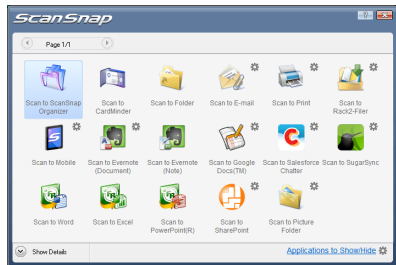 ScanSnap
Page 1/1
Scan to ScanSnap Organizer
Scan to CardMinder
Scan to Folder
Scan to E-mail
Scan to Print
Scan to Rack2-Filer
Scan to Mobile
Scan to Evernote (Document)
Scan to Evernote (Note)
Scan to Google Docs(TM)
Scan to Salesforce Chatter
Scan to SugarSync
Scan to Word
Scan to Excel
Scan to PowerPoint(R)
Scan to SharePoint
Scan to Picture Folder
Show Details
Applications to Show/Hide